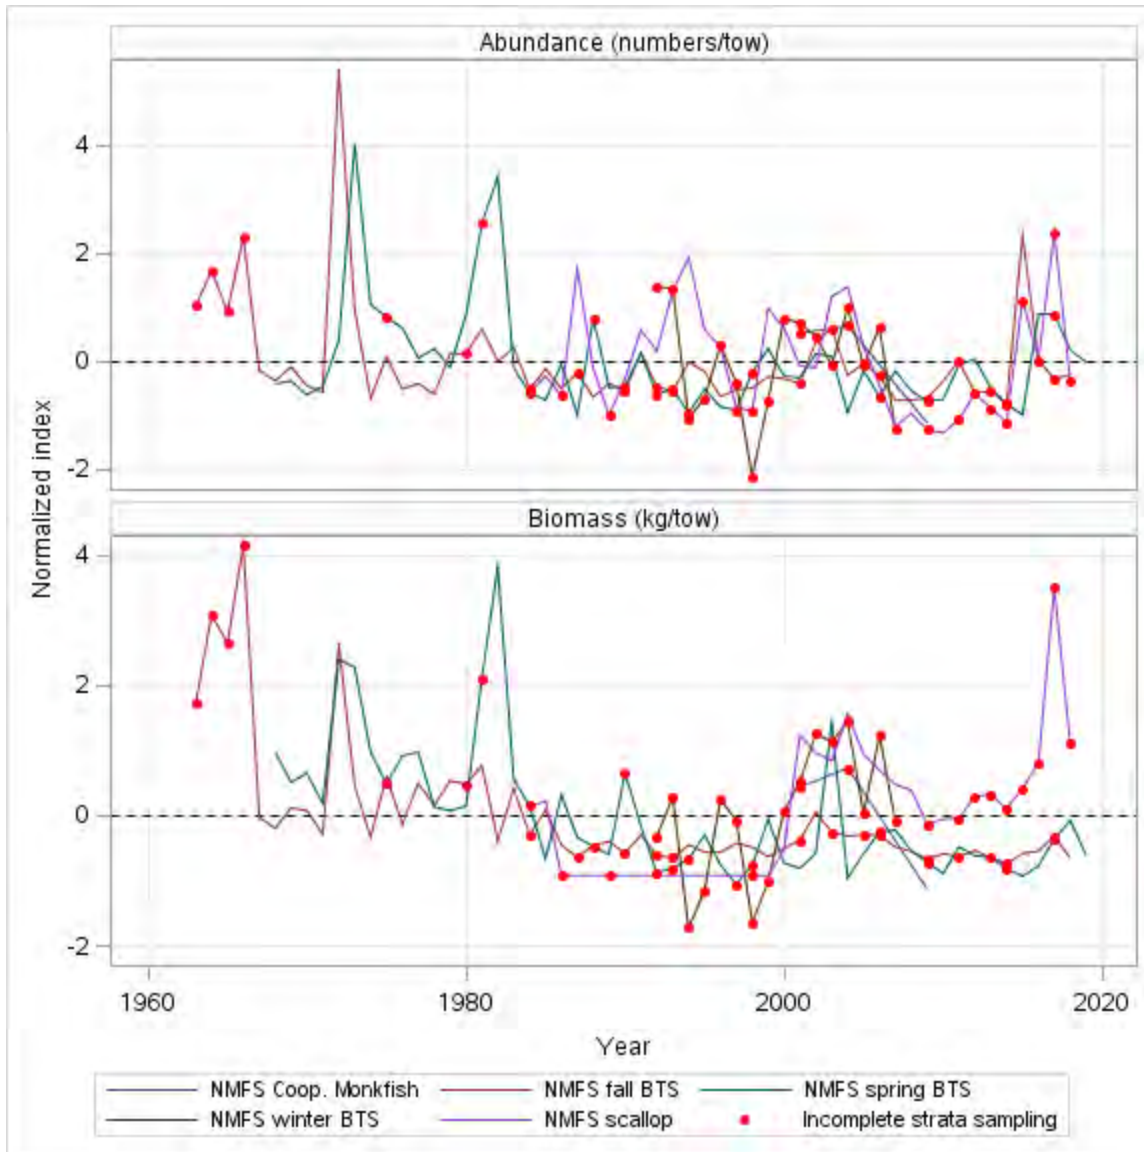 Abundance (numbers/tow)
4
2
0
-2
Normalized index
Biomass (kg/tow)
4
2
0
-2
1960 1980 2000 2020
Year
NMFS Coop. Monkfish NMFS fall BTS NMFS spring BTS
NMFS winter BTS NMFS scallop Incomplete strata sampling